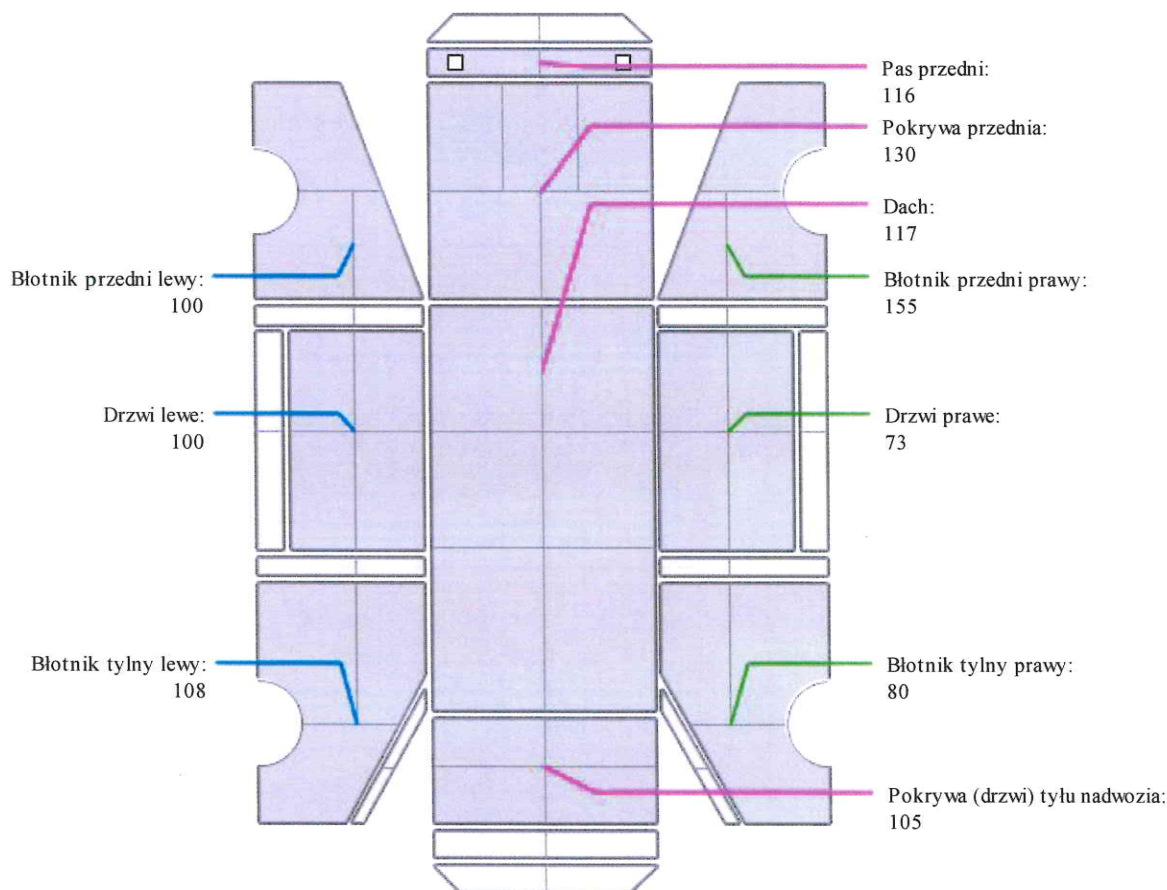 Pas przedni:
116
Pokrywa przednia:
130
Dach:
117
Błotnik przedni lewy:
100
Błotnik przedni prawy:
155
Drzwi lewe:
100
Drzwi prawe:
73
Błotnik tylny lewy:
108
Błotnik tylny prawy:
80
Pokrywa (drzwi) tyłu nadwozia:
105